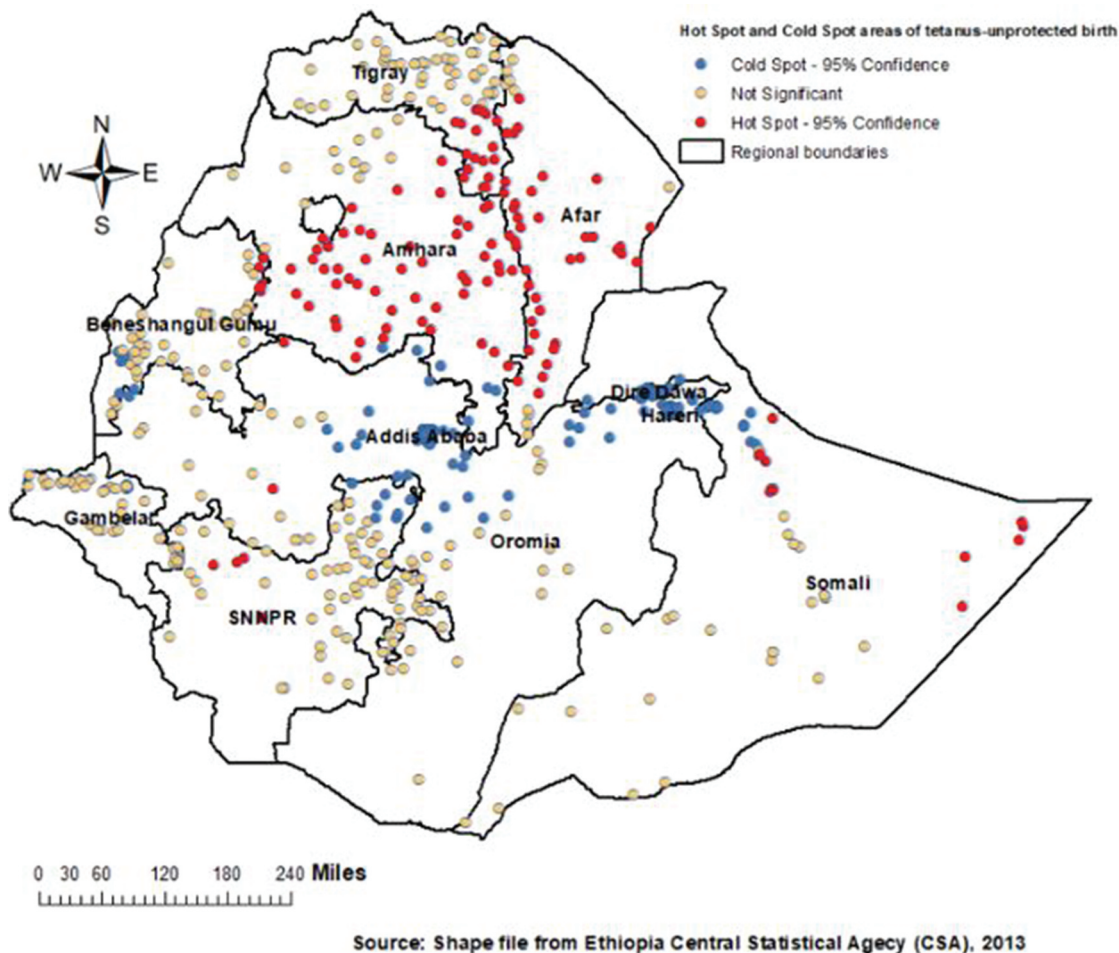 Hot Spot and Cold Spot areas of tetanus-unprotected birth
Cold Spot - 95% Confidence
Not Significant
Hot Spot - 95% Confidence
Regional boundaries
N
W E
S
Tigray
Afar
Amhara
Beneshangul Gumu
Dire Dawa
Hareri
Addis Ababa
Gambelar
Oromia
Somali
SNNPR
0 30 60 120 180 240 Miles
Source: Shape file from Ethiopia Central Statistical Agecy (CSA), 2013